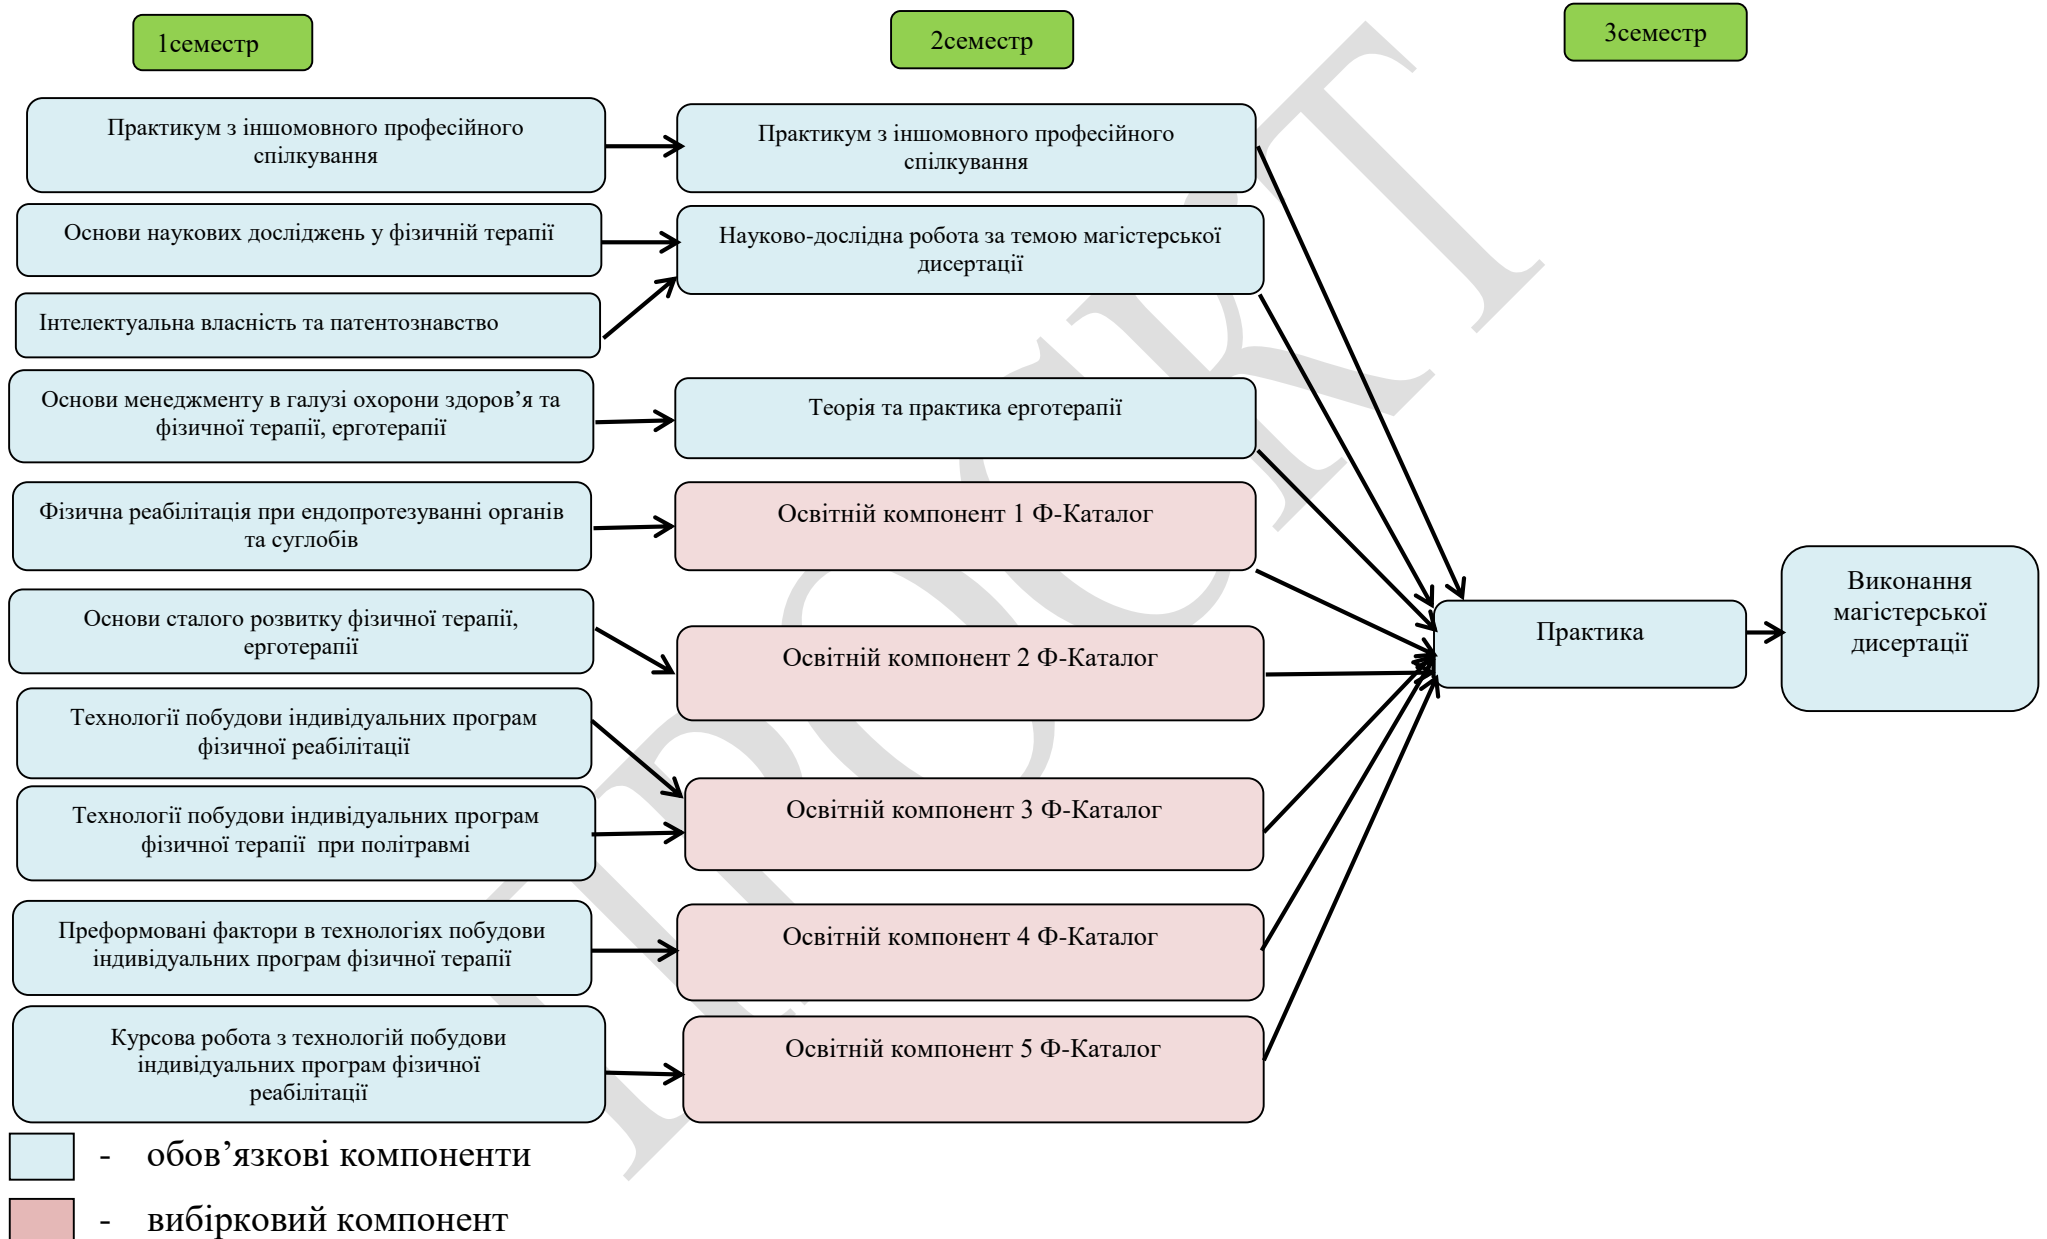 1семестр
2семестр
3семестр
Практикум з іншомовного професійного
спілкування
Практикум з іншомовного професійного
спілкування
Основи наукових досліджень у фізичній терапії
Науково-дослідна робота за темою магістерської
дисертації
Інтелектуальна власність та патентознавство
Основи менеджменту в галузі охорони здоров’я та
фізичної терапії, ерготерапії
Теорія та практика ерготерапії
Фізична реабілітація при ендопротезуванні органів
та суглобів
Освітній компонент 1 Ф-Каталог
Основи сталого розвитку фізичної терапії,
ерготерапії
Освітній компонент 2 Ф-Каталог
Практика
Виконання
магістерської
дисертації
Технології побудови індивідуальних програм
фізичної реабілітації
Технології побудови індивідуальних програм
фізичної терапії при політравмі
Освітній компонент 3 Ф-Каталог
Преформовані фактори в технологіях побудови
індивідуальних програм фізичної терапії
Освітній компонент 4 Ф-Каталог
Курсова робота з технологій побудови
індивідуальних програм фізичної
реабілітації
Освітній компонент 5 Ф-Каталог
- обов’язкові компоненти
- вибірковий компонент
ПРОЄКТ